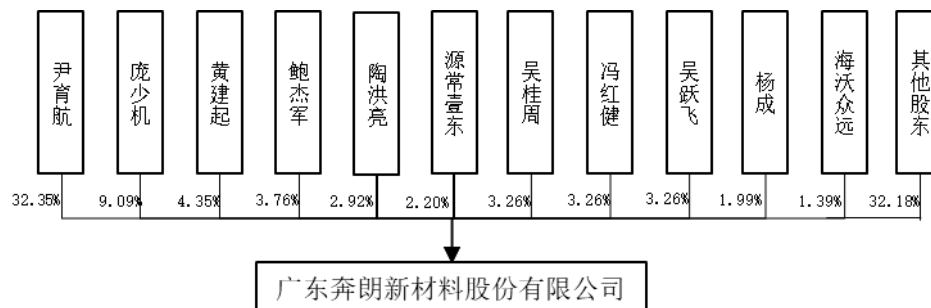 尹育航
庞少机
黄建起
鲍杰军
陶洪亮
源常壹东
吴桂周
冯红健
吴跃飞
杨成
海沃众远
其他股东
32.35%
9.09%
4.35%
3.76%
2.92%
2.20%
3.26%
3.26%
3.26%
1.99%
1.39%
32.18%
广东奔朗新材料股份有限公司